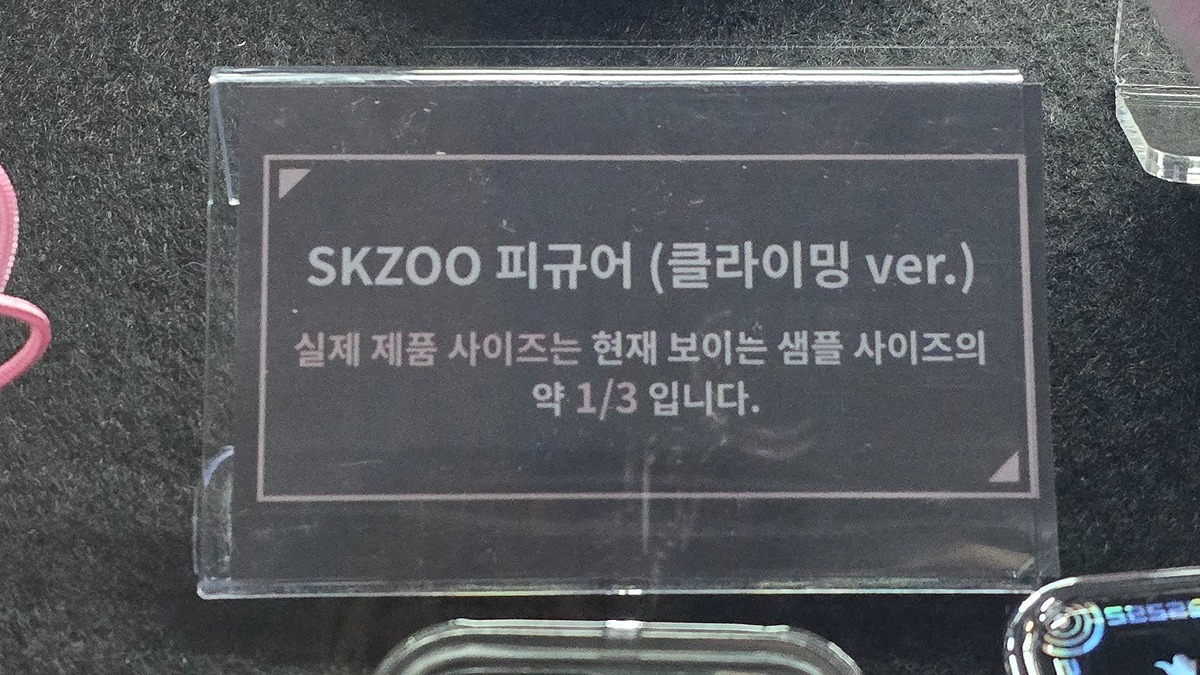 SKZOO 피규어 (클라이밍 ver.)
실제 제품 사이즈는 현재 보이는 샘플 사이즈의
약 1/3 입니다.